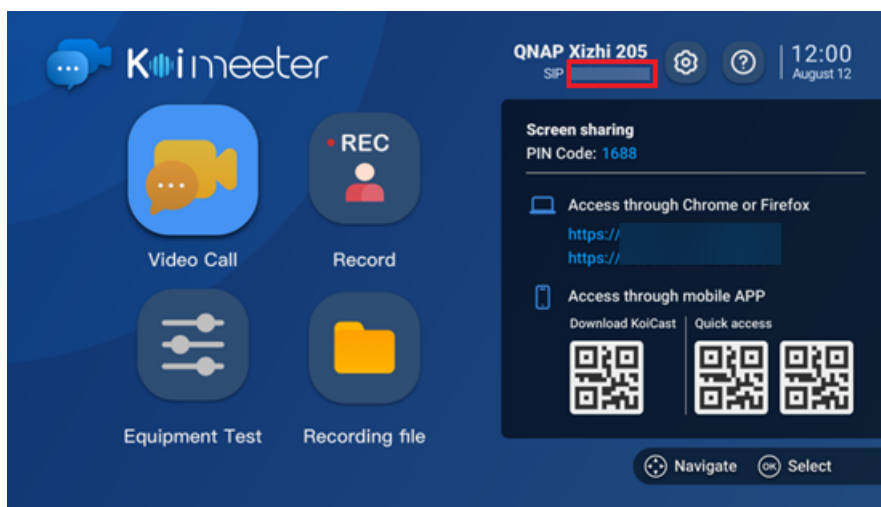 Koimeeter
QNAP Xizhi 205
SIP
12:00
August 12
REC
Video Call
Record
Equipment Test
Recording file
Screen sharing
PIN Code: 1688
Access through Chrome or Firefox
https://
https://
Access through mobile APP
Download KoiCast
Quick access
Navigate
OK
Select